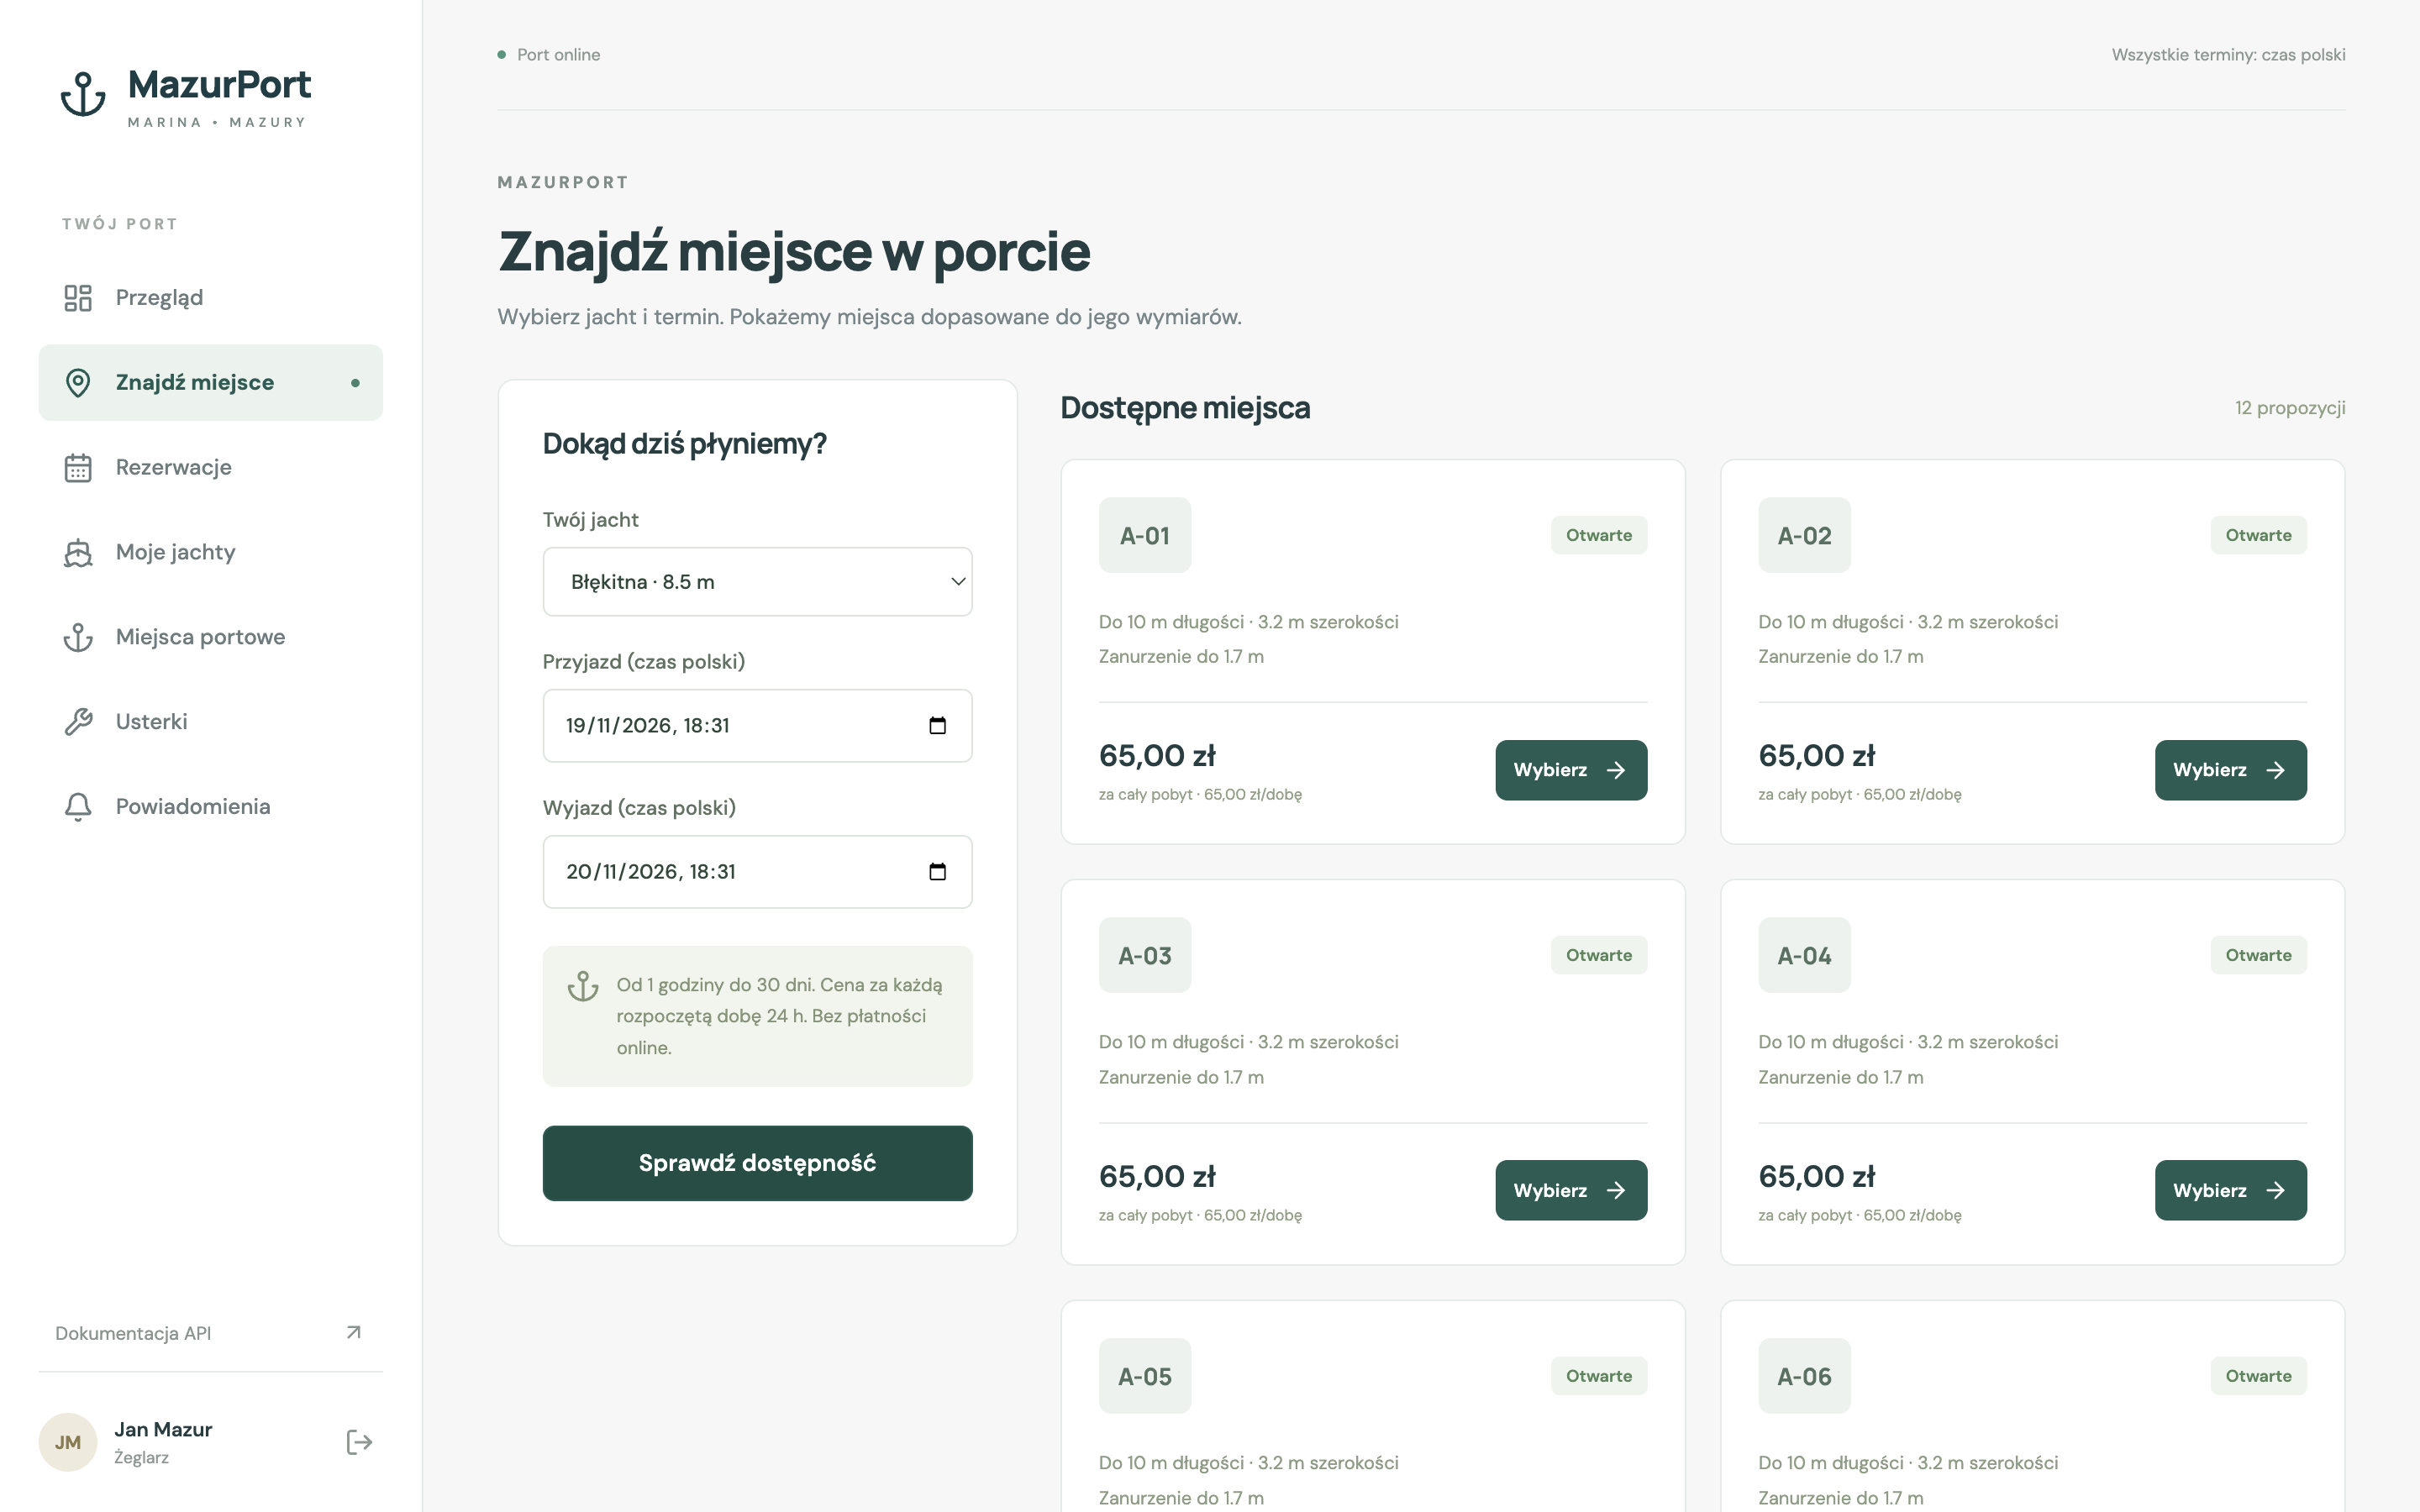 MazurPort
MARINA • MAZURY
TWÓJ PORT
Przegląd
Znajdź miejsce
Rezerwacje
Moje jachty
Miejsca portowe
Usterki
Powiadomienia
Dokumentacja API
JM
Jan Mazur
Żeglarz
Port online
Wszystkie terminy: czas polski
MAZURPORT
Znajdź miejsce w porcie
Wybierz jacht i termin. Pokażemy miejsca dopasowane do jego wymiarów.
Dokąd dziś płyniemy?
Twój jacht
Błękitna · 8.5 m
Przyjazd (czas polski)
19/11/2026, 18:31
Wyjazd (czas polski)
20/11/2026, 18:31
Od 1 godziny do 30 dni. Cena za każdą
rozpoczętą dobę 24 h. Bez płatności
online.
Sprawdź dostępność
Dostępne miejsca
12 propozycji
A-01
Otwarte
Do 10 m długości · 3.2 m szerokości
Zanurzenie do 1.7 m
65,00 zł
za cały pobyt · 65,00 zł/dobę
Wybierz
A-02
Otwarte
Do 10 m długości · 3.2 m szerokości
Zanurzenie do 1.7 m
65,00 zł
za cały pobyt · 65,00 zł/dobę
Wybierz
A-03
Otwarte
Do 10 m długości · 3.2 m szerokości
Zanurzenie do 1.7 m
65,00 zł
za cały pobyt · 65,00 zł/dobę
Wybierz
A-04
Otwarte
Do 10 m długości · 3.2 m szerokości
Zanurzenie do 1.7 m
65,00 zł
za cały pobyt · 65,00 zł/dobę
Wybierz
A-05
Otwarte
Do 10 m długości · 3.2 m szerokości
Zanurzenie do 1.7 m
A-06
Otwarte
Do 10 m długości · 3.2 m szerokości
Zanurzenie do 1.7 m